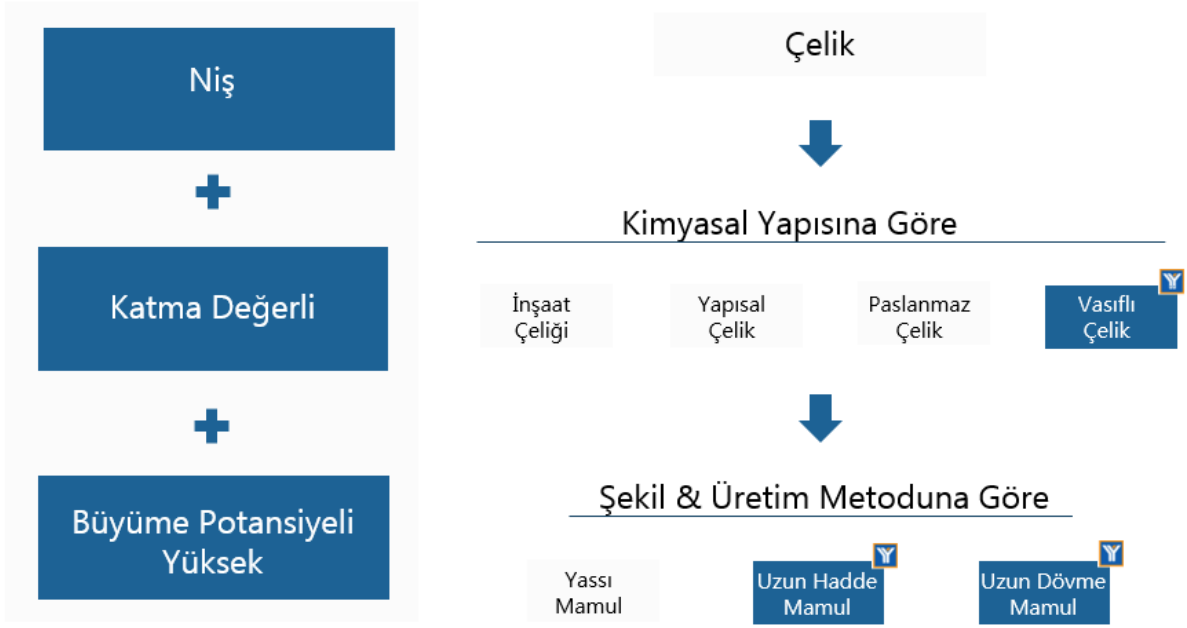 Niş
Katma Değerli
Büyüme Potansiyeli
Yüksek
Çelik
Kimyasal Yapısına Göre
İnşaat
Çeliği
Yapısal
Çelik
Paslanmaz
Çelik
Vasıflı
Çelik
Şekil & Üretim Metoduna Göre
Yassı
Mamul
Uzun Hadde
Mamul
Uzun Dövme
Mamul